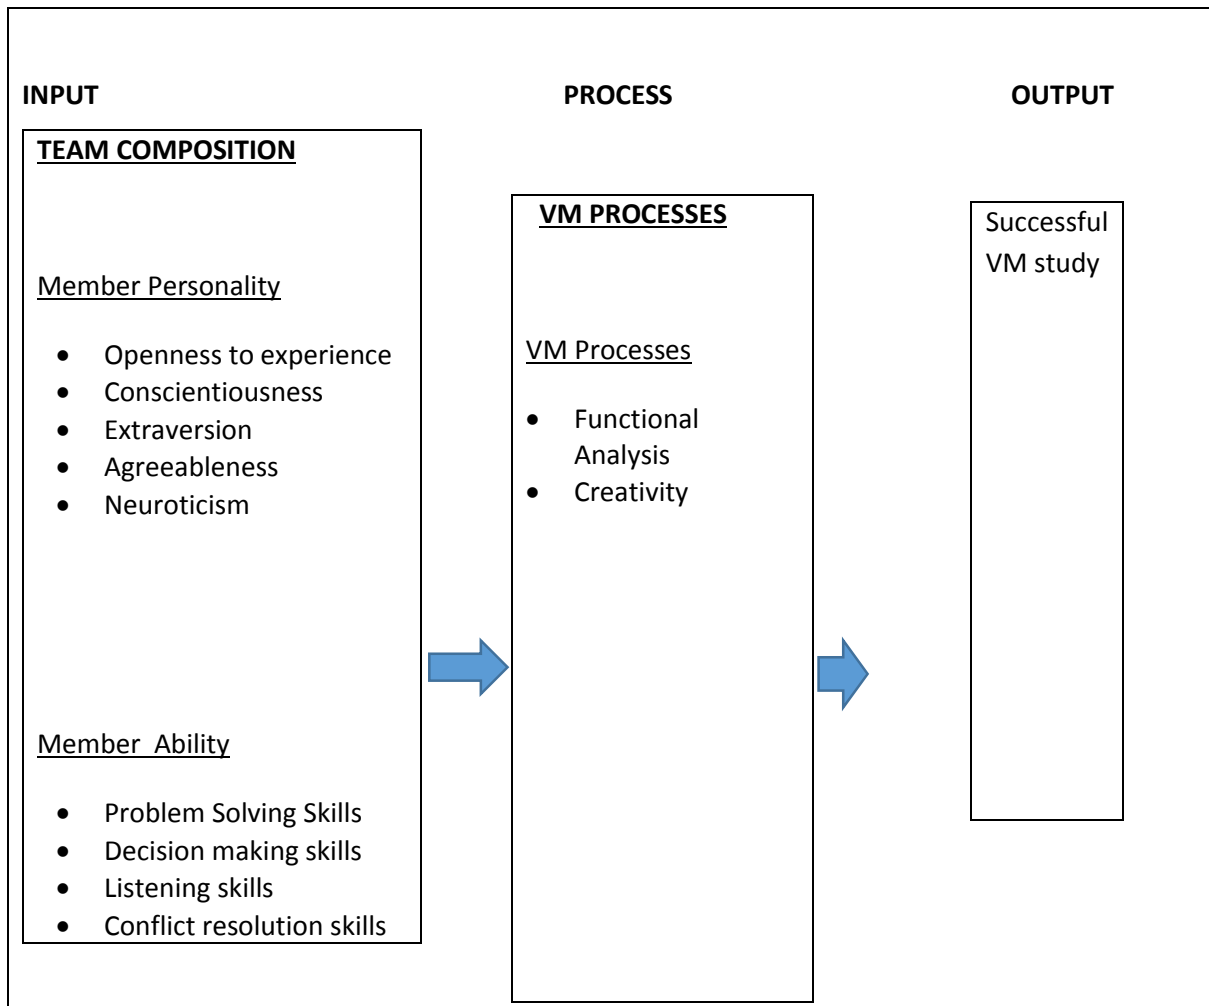 INPUT
PROCESS
OUTPUT
TEAM COMPOSITION
Member Personality
• Openness to experience
• Conscientiousness
• Extraversion
• Agreeableness
• Neuroticism
Member Ability
• Problem Solving Skills
• Decision making skills
• Listening skills
• Conflict resolution skills
VM PROCESSES
VM Processes
• Functional
Analysis
• Creativity
Successful
VM study